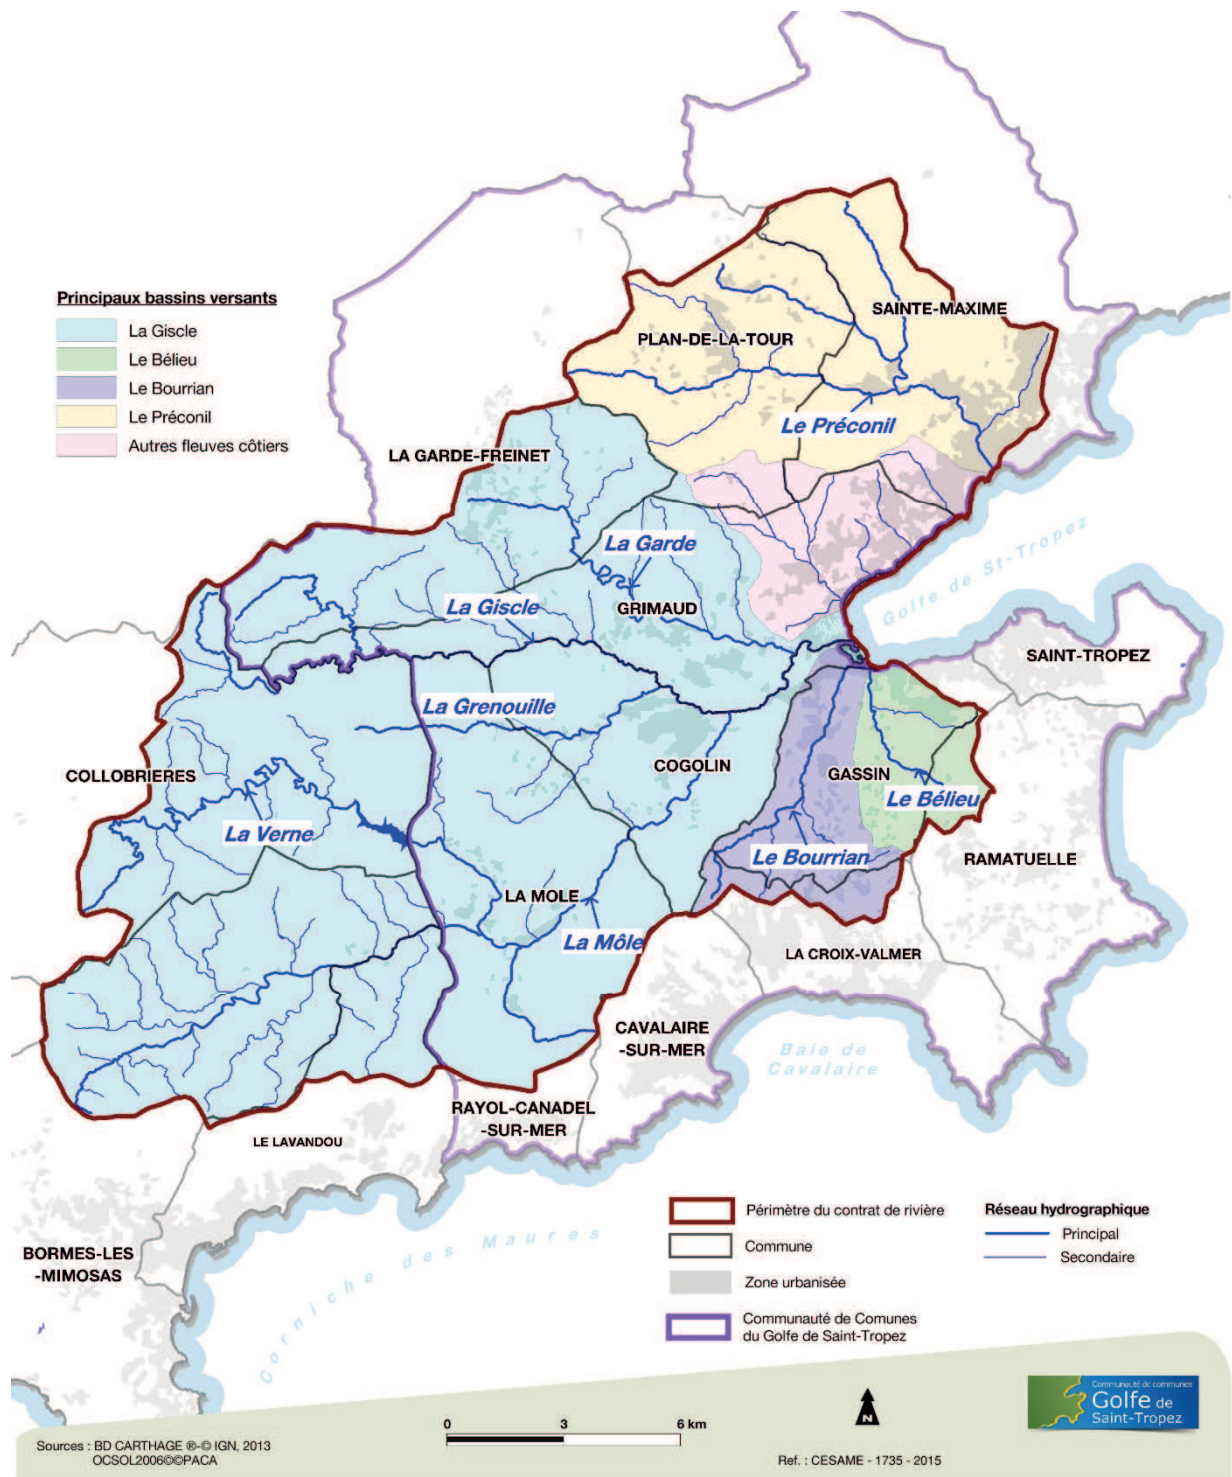 Principaux bassins versants
La Giscle
Le Bélieu
Le Bourrian
Le Préconil
Autres fleuves côtiers
SAINTE-MAXIME
PLAN-DE-LA-TOUR
Le Préconil
LA GARDE-FREINET
La Garde
Golfe de St-Tropez
La Giscle
GRIMAUD
SAINT-TROPEZ
La Grenouille
COLLOBRIERES
COGOLIN
GASSIN
Le Bélieu
La Verne
Le Bourrian
RAMATUELLE
LA MOLE
La Môle
LA CROIX-VALMER
CAVALAIRE
-SUR-MER
Baie de
Cavalaire
RAYOL-CANADEL
-SUR-MER
LE LAVANDOU
BORMES-LES
-MIMOSAS
Corniche des Maures
Périmètre du contrat de rivière
Commune
Zone urbanisée
Communauté de Comunes
du Golfe de Saint-Tropez
Réseau hydrographique
Principal
Secondaire
0 3 6 km
N
Communauté de communes
Golfe de
Saint-Tropez
Sources : BD CARTHAGE ®-© IGN, 2013
OCSOL2006©©PACA
Ref. : CESAME - 1735 - 2015